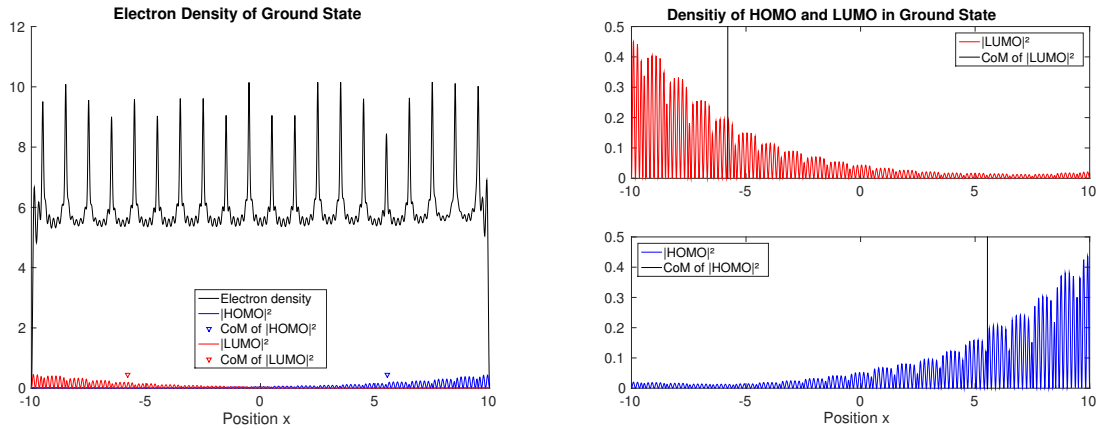 Electron Density of Ground State
12
10
8
6
4
2
0
Electron density
|HOMO|²
CoM of |HOMO|²
|LUMO|²
CoM of |LUMO|²
-10
-5
0
5
10
Position x
Densitiy of HOMO and LUMO in Ground State
0.5
0.4
0.3
0.2
0.1
0
|LUMO|²
CoM of |LUMO|²
-10
-5
0
5
10
0.5
0.4
0.3
0.2
0.1
0
|HOMO|²
CoM of |HOMO|²
-10
-5
0
5
10
Position x